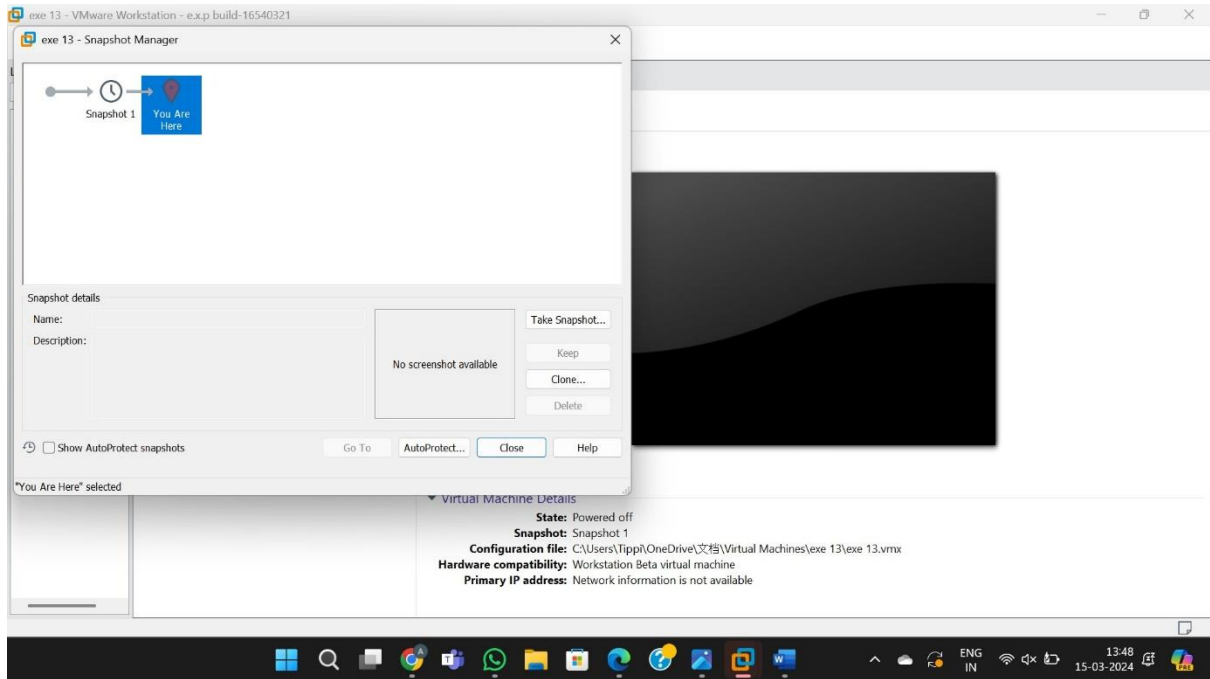 exe 13 - VMware Workstation - e.x.p build-16540321
exe 13 - Snapshot Manager
Snapshot 1
You Are
Here
Snapshot details
Name:
Description:
No screenshot available
Take Snapshot...
Keep
Clone...
Delete
Show AutoProtect snapshots
Go To
AutoProtect...
Close
Help
"You Are Here" selected
Virtual Machine Details
State: Powered off
Snapshot: Snapshot 1
Configuration file: C:\Users\Tippi\OneDrive\文档\Virtual Machines\exe 13\exe 13.vmx
Hardware compatibility: Workstation Beta virtual machine
Primary IP address: Network information is not available
ENG
IN
13:48
15-03-2024
PRE